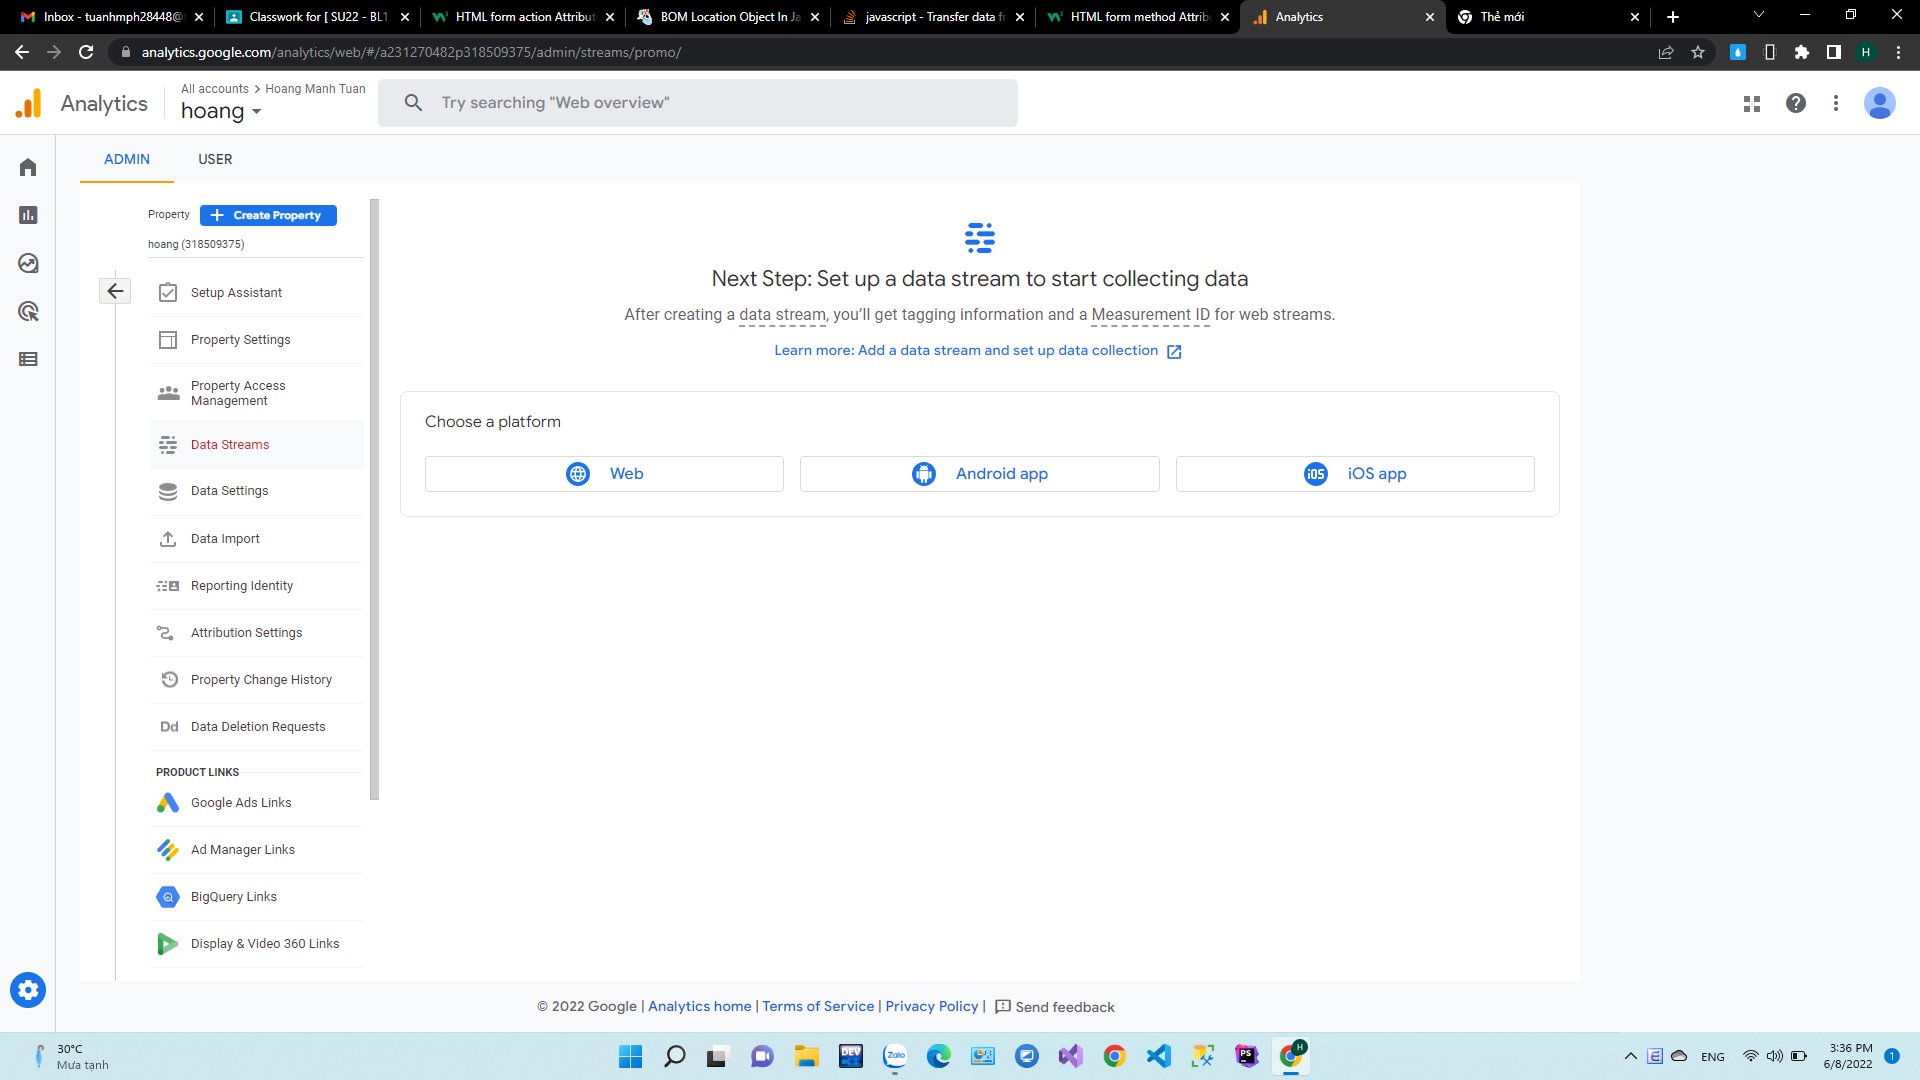 Inbox - tuanhmph28448@
Classwork for [ SU22 - BL1
HTML form action Attribut
BOM Location Object In Ja
javascript - Transfer data fr
HTML form method Attrib
Analytics
Thẻ mới
analytics.google.com/analytics/web/#/a231270482p318509375/admin/streams/promo/
H
Analytics
All accounts > Hoang Manh Tuan
hoang
Try searching "Web overview"
ADMIN
USER
Property
Create Property
hoang (318509375)
Setup Assistant
Property Settings
Property Access
Management
Data Streams
Data Settings
Data Import
Reporting Identity
Attribution Settings
Property Change History
Dd Data Deletion Requests
PRODUCT LINKS
Google Ads Links
Ad Manager Links
BigQuery Links
Display & Video 360 Links
Next Step: Set up a data stream to start collecting data
After creating a data stream, you’ll get tagging information and a Measurement ID for web streams.
Learn more: Add a data stream and set up data collection
Choose a platform
Web
Android app
iOS iOS app
© 2022 Google | Analytics home | Terms of Service | Privacy Policy | Send feedback
30°C
Mưa tạnh
DEV
Zalo
PS
H
ENG
3:36 PM
6/8/2022
1